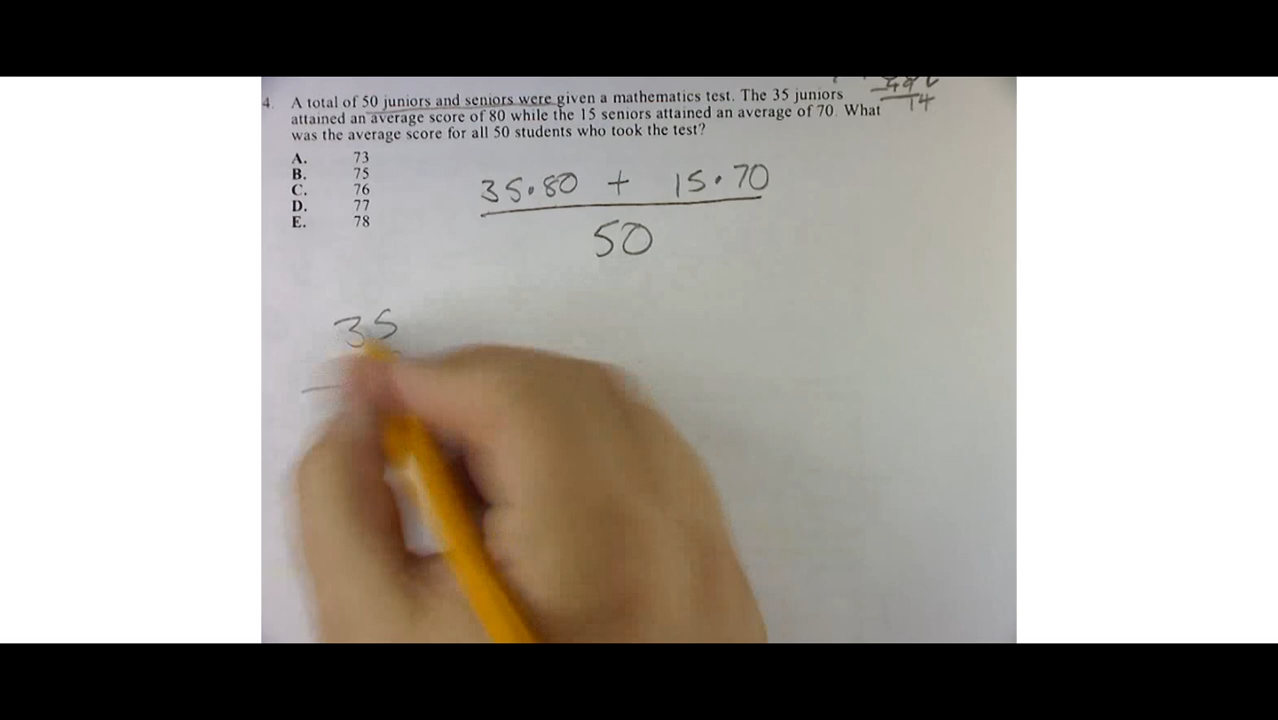 14
4. A total of 50 juniors and seniors were given a mathematics test. The 35 juniors
attained an average score of 80 while the 15 seniors attained an average of 70. What
was the average score for all 50 students who took the test?
A. 73
B. 75
C. 76
D. 77
E. 78
35·80 + 15·70
50
35